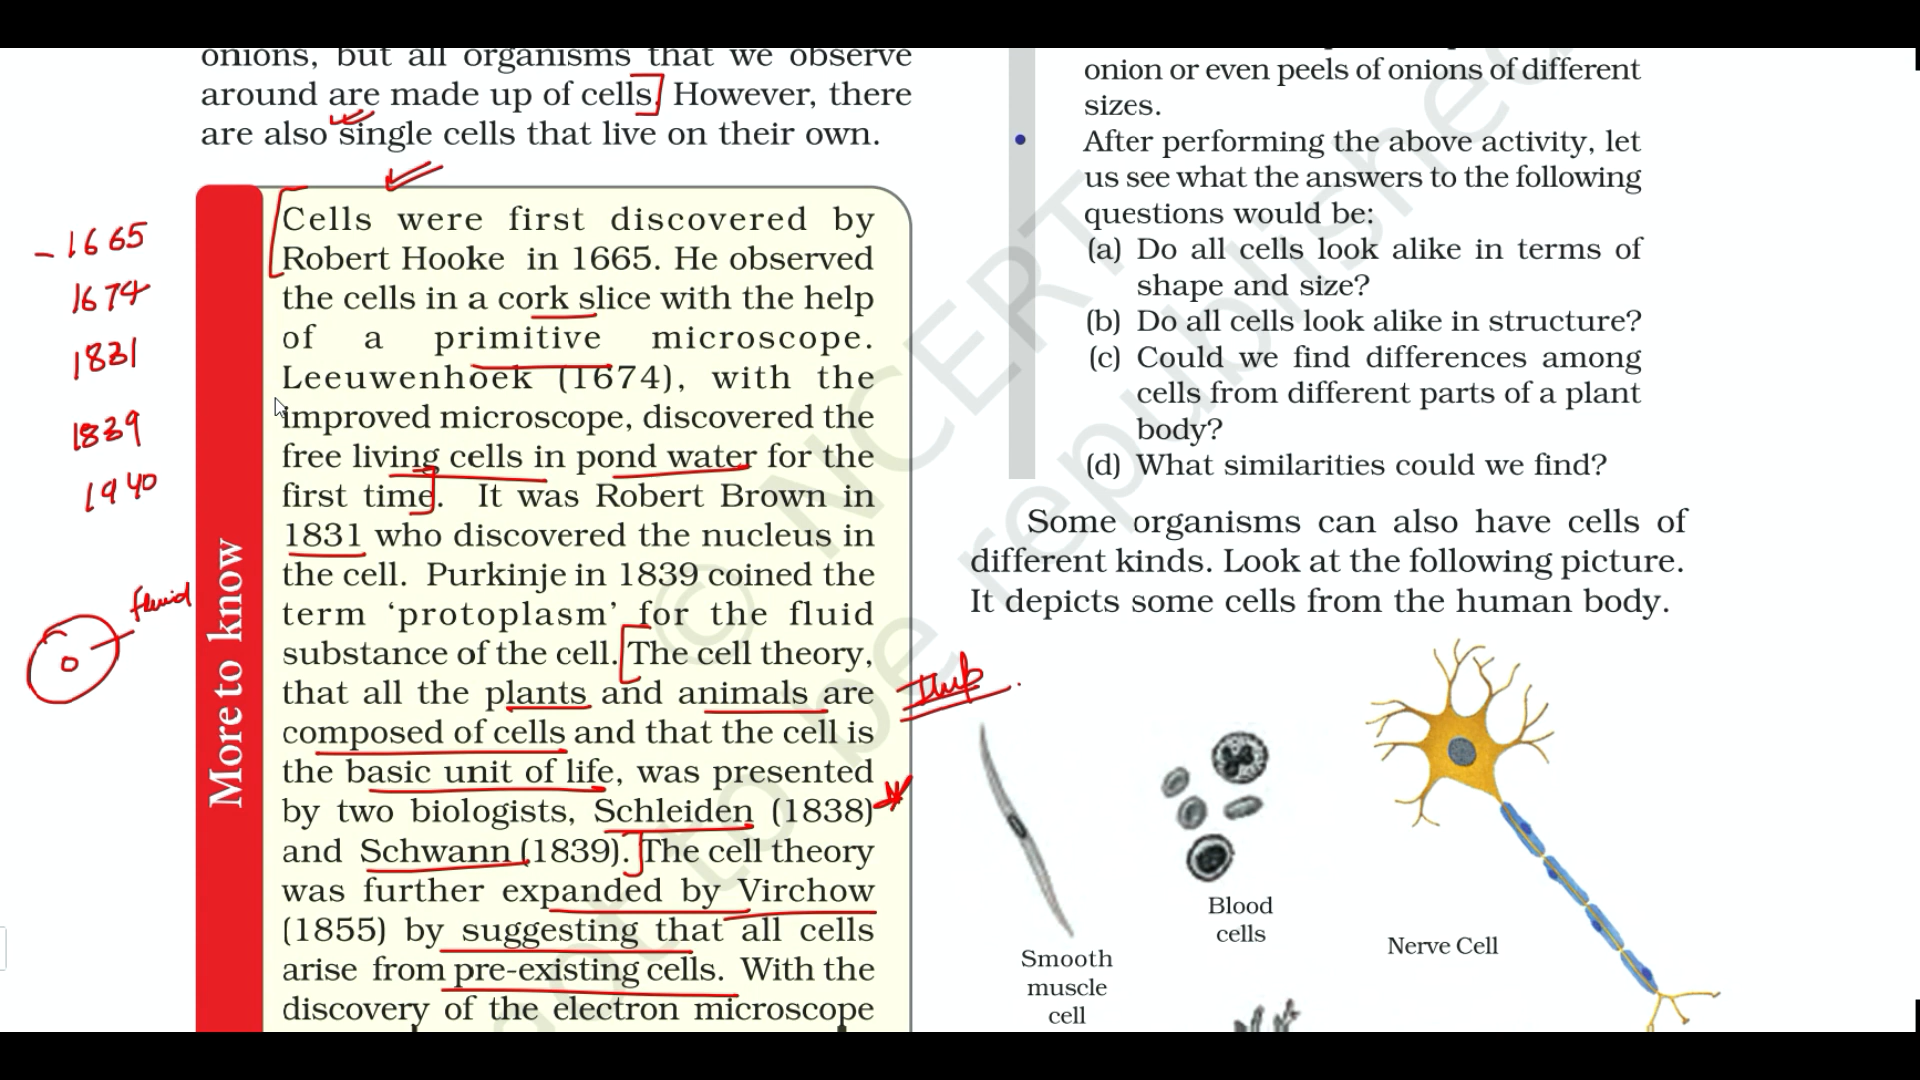 onions, but all organisms that we observe
around are made up of cells. However, there
are also single cells that live on their own.
- 1665
1674
1831
1839
1940
fluid
More to know
Cells were first discovered by
Robert Hooke in 1665. He observed
the cells in a cork slice with the help
of a primitive microscope.
Leeuwenhoek (1674), with the
improved microscope, discovered the
free living cells in pond water for the
first time. It was Robert Brown in
1831 who discovered the nucleus in
the cell. Purkinje in 1839 coined the
term ‘protoplasm’ for the fluid
substance of the cell. The cell theory,
that all the plants and animals are
composed of cells and that the cell is
the basic unit of life, was presented
by two biologists, Schleiden (1838)
and Schwann (1839). The cell theory
was further expanded by Virchow
(1855) by suggesting that all cells
arise from pre-existing cells. With the
discovery of the electron microscope
Imp
onion or even peels of onions of different
sizes.
• After performing the above activity, let
us see what the answers to the following
questions would be:
(a) Do all cells look alike in terms of
shape and size?
(b) Do all cells look alike in structure?
(c) Could we find differences among
cells from different parts of a plant
body?
(d) What similarities could we find?
Some organisms can also have cells of
different kinds. Look at the following picture.
It depicts some cells from the human body.
Smooth
muscle
cell
Blood
cells
Nerve Cell
© NCERT
not to be republished